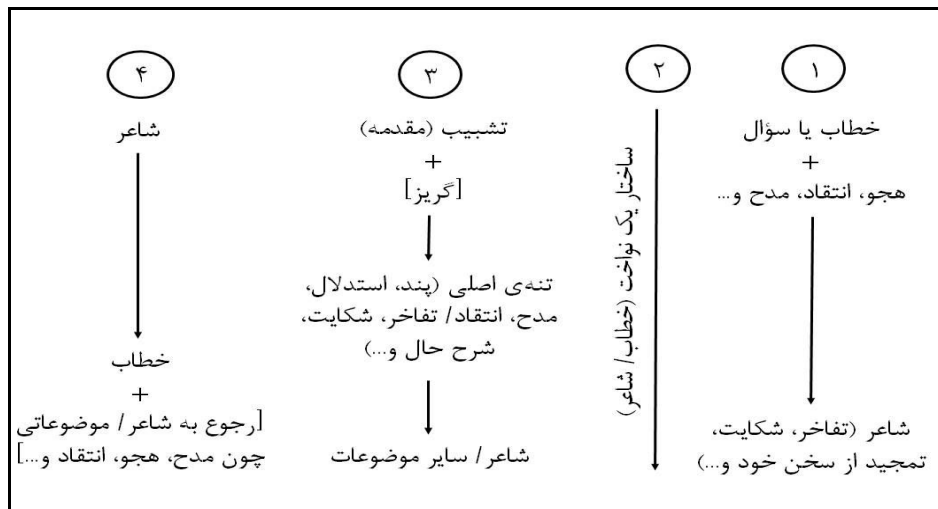 ۱
خطاب یا سؤال
+
هجو، انتقاد، مدح و...
شاعر (تفاخر، شکایت،
تمجید از سخن خود و...)
۲
ساختار یک نواخت (خطاب/ شاعر)
۳
تشبیب (مقدمه)
+
[گریز]
تنه‌ی اصلی (پند، استدلال،
مدح، انتقاد/ تفاخر، شکایت،
شرح حال و...)
شاعر/ سایر موضوعات
۴
شاعر
خطاب
+
[رجوع به شاعر/ موضوعاتی
چون مدح، هجو، انتقاد و...]